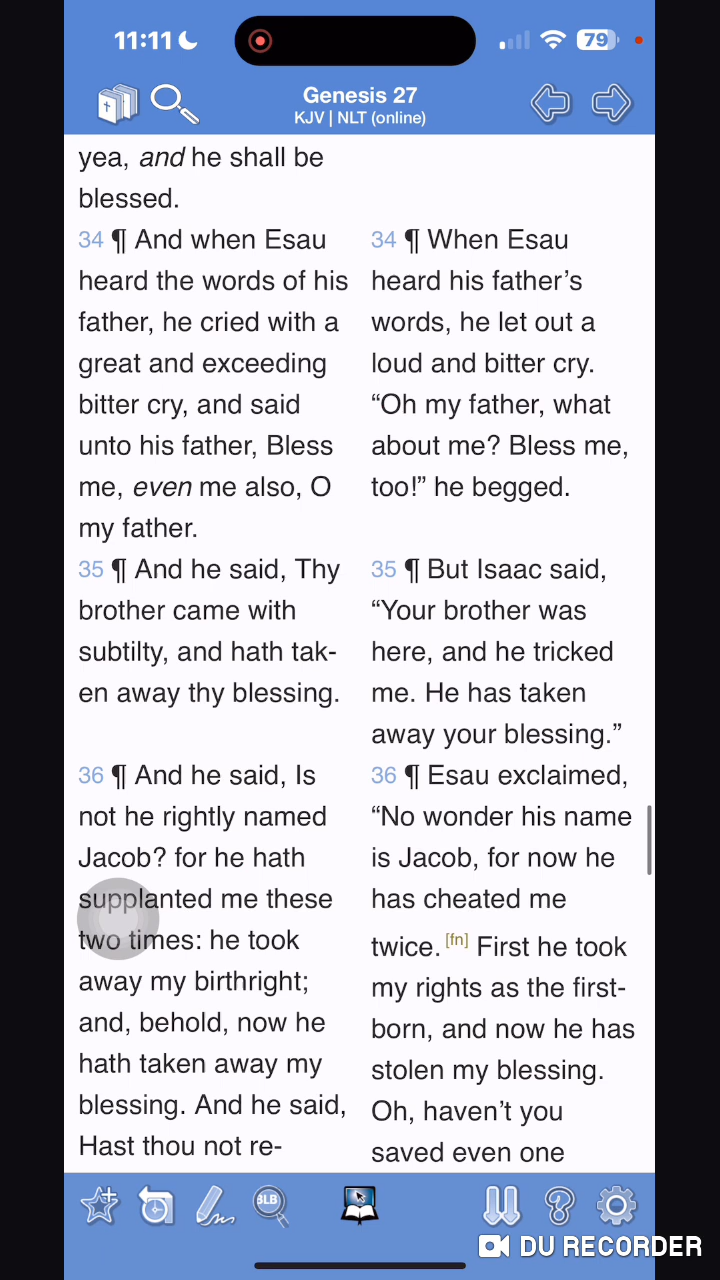 11:11
79
Genesis 27
KJV | NLT (online)
yea, and he shall be
blessed.
34 ¶ And when Esau
heard the words of his
father, he cried with a
great and exceeding
bitter cry, and said
unto his father, Bless
me, even me also, O
my father.
35 ¶ And he said, Thy
brother came with
subtilty, and hath tak-
en away thy blessing.
36 ¶ And he said, Is
not he rightly named
Jacob? for he hath
supplanted me these
two times: he took
away my birthright;
and, behold, now he
hath taken away my
blessing. And he said,
Hast thou not re-
34 ¶ When Esau
heard his father’s
words, he let out a
loud and bitter cry.
“Oh my father, what
about me? Bless me,
too!” he begged.
35 ¶ But Isaac said,
“Your brother was
here, and he tricked
me. He has taken
away your blessing.”
36 ¶ Esau exclaimed,
“No wonder his name
is Jacob, for now he
has cheated me
twice. [fn] First he took
my rights as the first-
born, and now he has
stolen my blessing.
Oh, haven’t you
saved even one
BLB
DU RECORDER